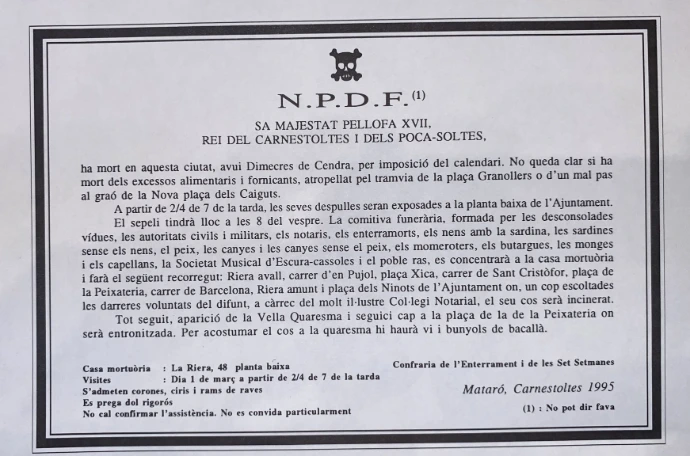 N.P.D.F.(1)
SA MAJESTAT PELLOFA XVII,
REI DEL CARNESTOLTES I DELS POCA-SOLTES,
ha mort en aquesta ciutat, avui Dimecres de Cendra, per imposició del calendari. No queda clar si ha
mort dels excessos alimentaris i fornicants, atropellat pel tramvia de la plaça Granollers o d'un mal pas
al graó de la Nova plaça dels Caiguts.
A partir de 2/4 de 7 de la tarda, les seves despulles seran exposades a la planta baixa de l'Ajuntament.
El sepeli tindrà lloc a les 8 del vespre. La comitiva funerària, formada per les desconsolades
vídues, les autoritats civils i militars, els notaris, els enterramorts, els nens amb la sardina, les sardines
sense els nens, el peix, les canyes i les canyes sense el peix, els momeroters, els butargues, les monges
i els capellans, la Societat Musical d'Escura-cassoles i el poble ras, es concentrarà a la casa mortuòria
i farà el següent recorregut: Riera avall, carrer d'en Pujol, plaça Xica, carrer de Sant Cristòfor, plaça de
la Peixateria, carrer de Barcelona, Riera amunt i plaça dels Ninots de l'Ajuntament on, un cop escoltades
les darreres voluntats del difunt, a càrrec del molt il·lustre Col·legi Notarial, el seu cos serà incinerat.
Tot seguit, aparició de la Vella Quaresma i seguici cap a la plaça de la de Peixateria on
serà entronitzada. Per acostumar el cos a la quaresma hi haurà vi i bunyols de bacallà.
Casa mortuòria : La Riera, 48 planta baixa
Visites : Dia 1 de març a partir de 2/4 de 7 de la tarda
S'admeten corones, ciris i rams de raves
Es prega dol rigorós
No cal confirmar l'assistència. No es convida particularment
Confraria de l'Enterrament i de les Set Setmanes
Mataró, Carnestoltes 1995
(1) : No pot dir fava